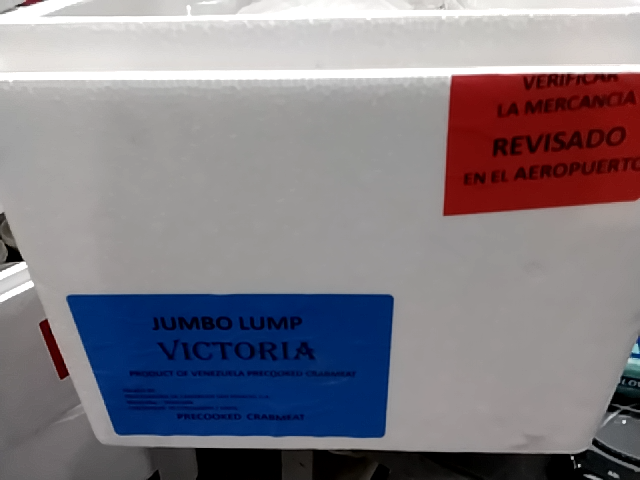 VERIFICAR
LA MERCANCIA
REVISADO
EN EL AEROPUERTO
JUMBO LUMP
VICTORIA
PRODUCT OF VENEZUELA PRECOOKED CRABMEAT
PRECOOKED CRABMEAT